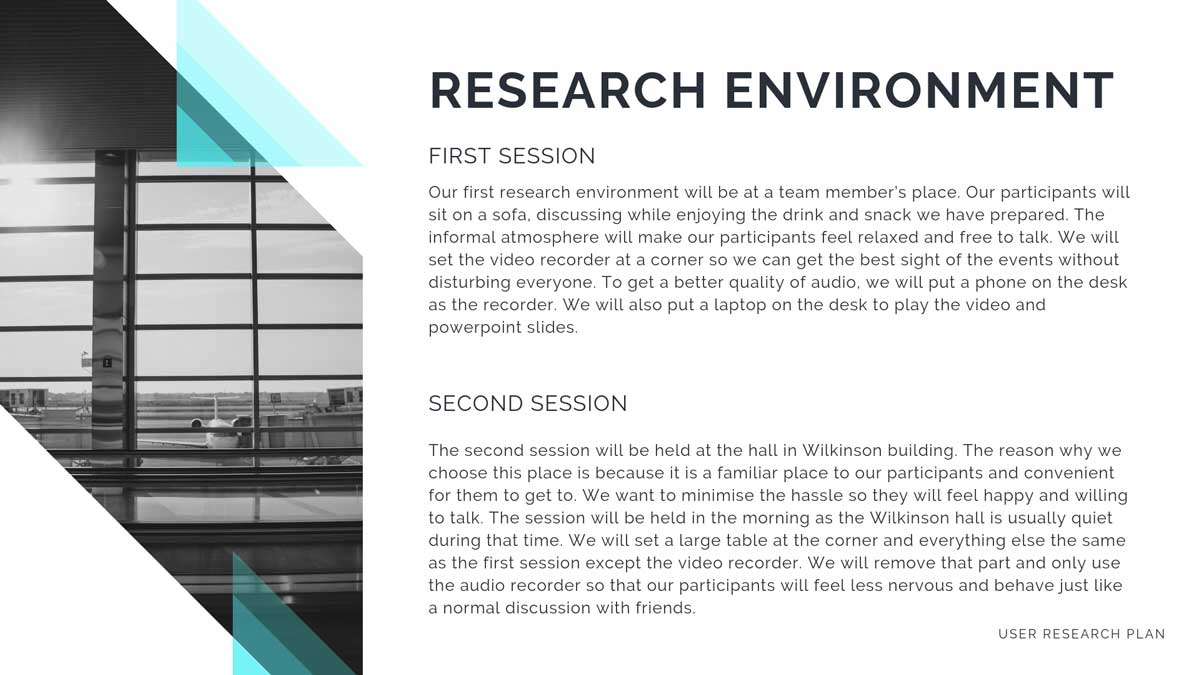 RESEARCH ENVIRONMENT
FIRST SESSION
Our first research environment will be at a team member's place. Our participants will
sit on a sofa, discussing while enjoying the drink and snack we have prepared. The
informal atmosphere will make our participants feel relaxed and free to talk. We will
set the video recorder at a corner so we can get the best sight of the events without
disturbing everyone. To get a better quality of audio, we will put a phone on the desk
as the recorder. We will also put a laptop on the desk to play the video and
powerpoint slides.
SECOND SESSION
The second session will be held at the hall in Wilkinson building. The reason why we
choose this place is because it is a familiar place to our participants and convenient
for them to get to. We want to minimise the hassle so they will feel happy and willing
to talk. The session will be held in the morning as the Wilkinson hall is usually quiet
during that time. We will set a large table at the corner and everything else the same
as the first session except the video recorder. We will remove that part and only use
the audio recorder so that our participants will feel less nervous and behave just like
a normal discussion with friends.
USER RESEARCH PLAN